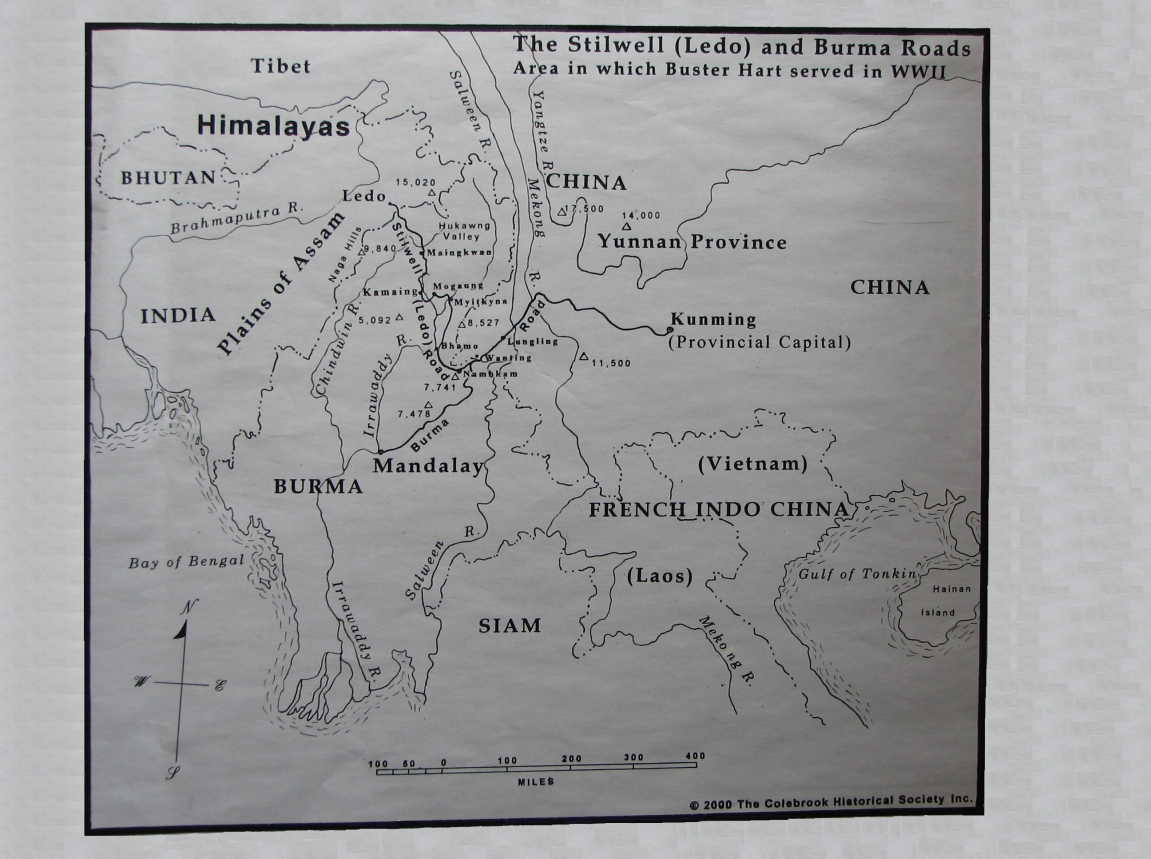 The Stilwell (Ledo) and Burma Roads
Area in which Buster Hart served in WWII
Tibet
Salween R.
Yangtze R.
Himalayas
BHUTAN
Mekong R.
CHINA
15,020
Ledo
17,500
14,000
Brahmaputra R.
Hukawng
Valley
Yunnan Province
Naga Hills
9,840
Stilwell (Ledo) Road
Maingkwan
Plains of Assam
CHINA
Kamaing
Mogaung
Myitkyna
INDIA
5,092
8,527
Kunming
(Provincial Capital)
Chindwin R.
Irrawaddy R.
Bhamo
Lungling
Wanting
Nambkam
11,500
7,741
7,478
Burma Road
Mandalay
(Vietnam)
BURMA
FRENCH INDO CHINA
Bay of Bengal
Salween R.
Gulf of Tonkin
(Laos)
Hainan
Island
Irrawaddy R.
SIAM
Mekong R.
N
W
E
S
100 50 0 100 200 300 400
MILES
© 2000 The Colebrook Historical Society Inc.